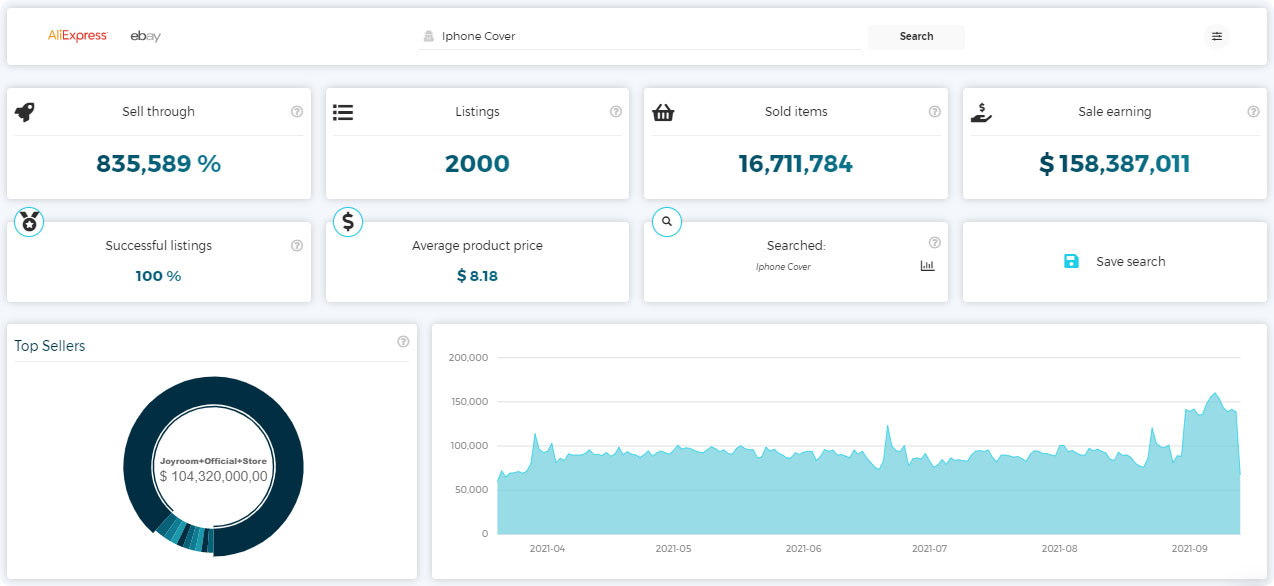 AliExpress ebay Iphone Cover Search
Sell through
835,589 %
Listings
2000
Sold items
16,711,784
Sale earning
$ 158,387,011
Successful listings
100 %
Average product price
$ 8.18
Searched:
Iphone Cover
Save search
Top Sellers
Joyroom+Official+Store
$ 104,320,000,00
200,000
150,000
100,000
50,000
0
2021-04 2021-05 2021-06 2021-07 2021-08 2021-09